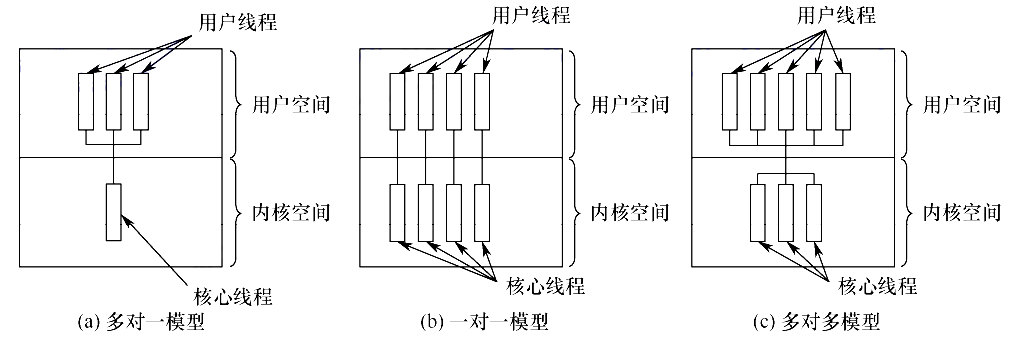 用户线程
用户空间
内核空间
核心线程
(a) 多对一模型
用户线程
用户空间
内核空间
核心线程
(b) 一对一模型
用户线程
用户空间
内核空间
核心线程
(c) 多对多模型